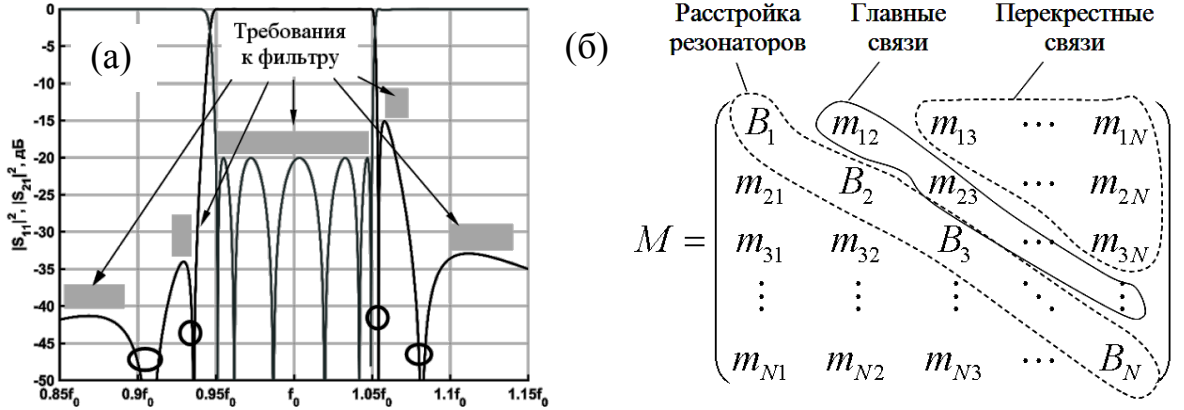 (а)
Требования
к фильтру
|S11|², |S21|², дБ
0
-5
-10
-15
-20
-25
-30
-35
-40
-45
-50
0.85f0
0.9f0
0.95f0
f0
1.05f0
1.1f0
1.15f0
(б)
Расстройка
резонаторов
Главные
связи
Перекрестные
связи
M =
B1 m12 m13 ⋯ m1N
m21 B2 m23 ⋯ m2N
m31 m32 B3 ⋯ m3N
⋮ ⋮ ⋮ ⋱ ⋮
mN1 mN2 mN3 ⋯ BN